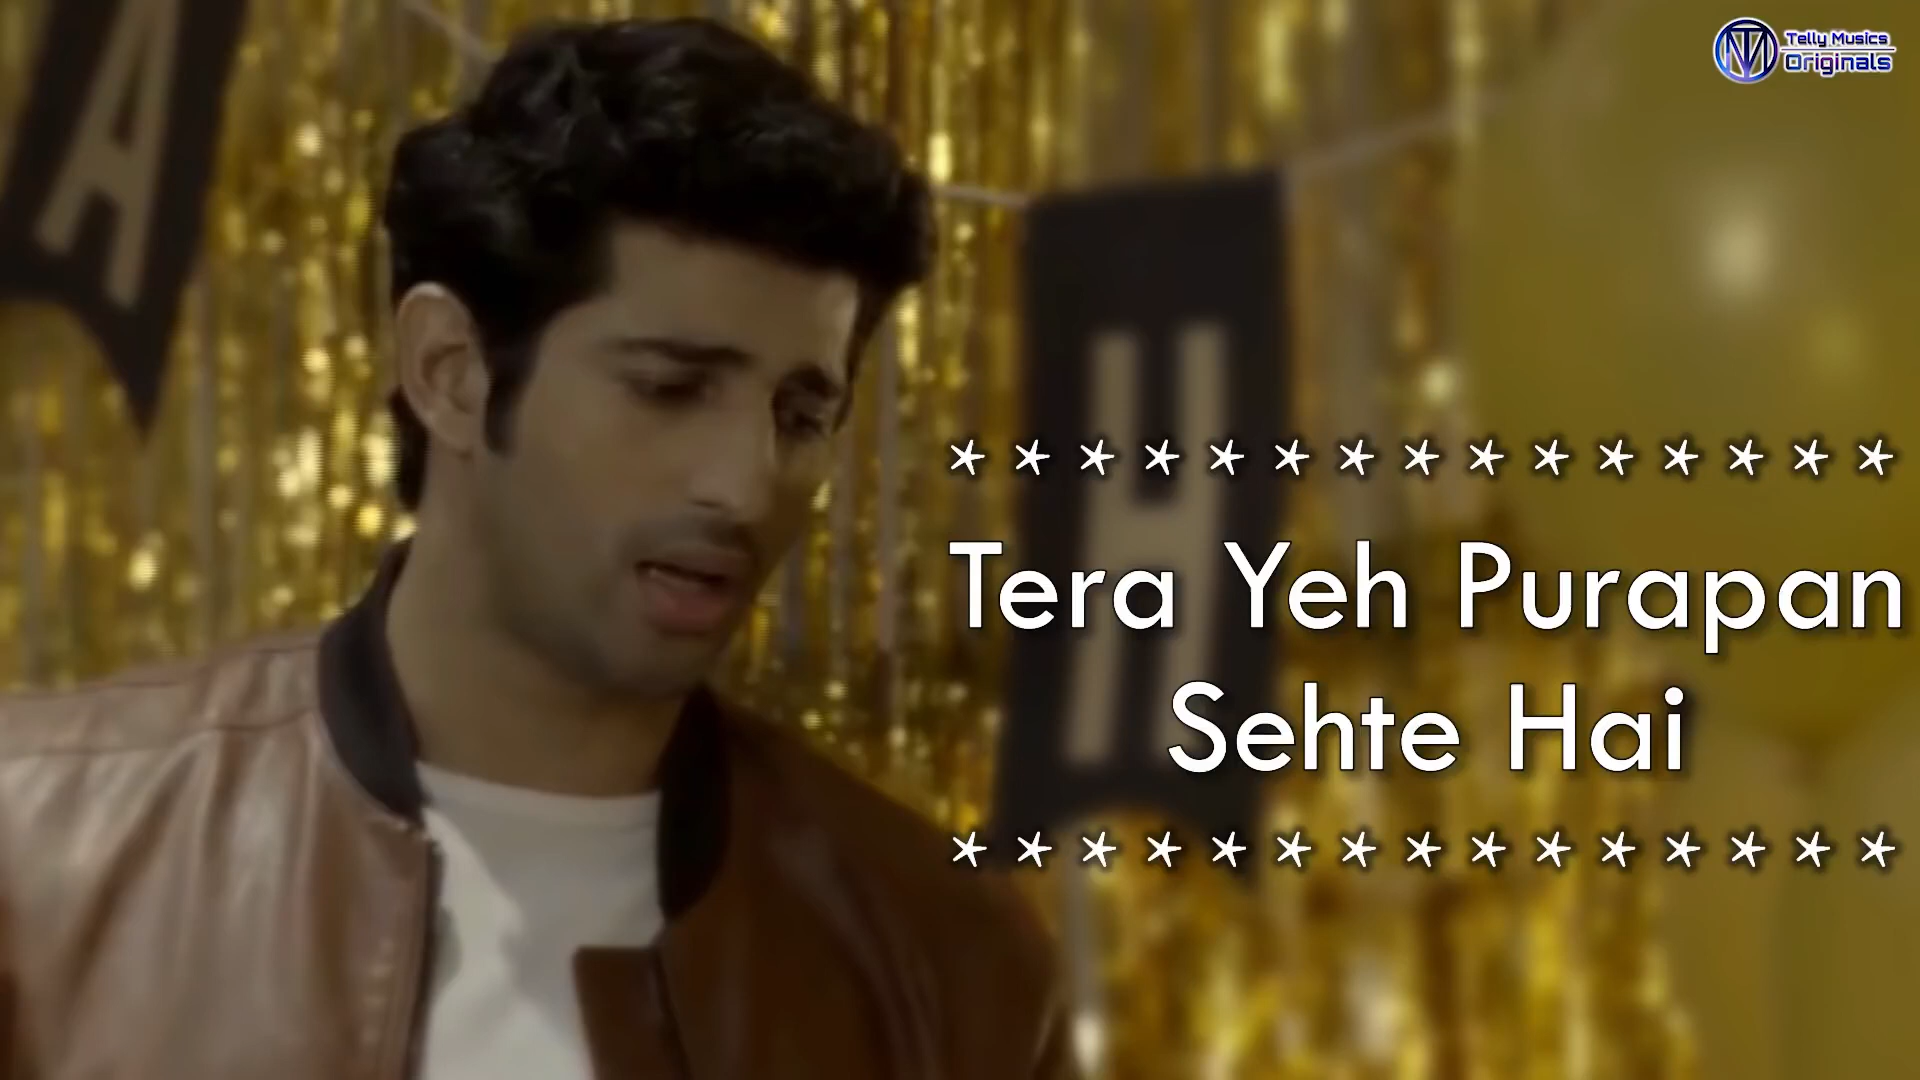 Telly Musics
Originals
A
H
* * * * * * * * * * * * * * *
Tera Yeh Purapan
Sehte Hai
* * * * * * * * * * * * * * *